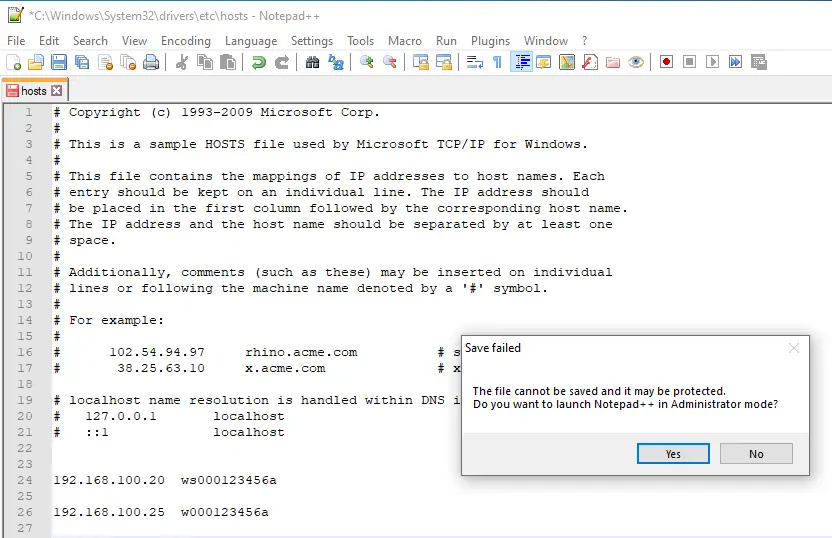 *C:\Windows\System32\drivers\etc\hosts - Notepad++
File Edit Search View Encoding Language Settings Tools Macro Run Plugins Window ?
hosts
1 # Copyright (c) 1993-2009 Microsoft Corp.
2 #
3 # This is a sample HOSTS file used by Microsoft TCP/IP for Windows.
4 #
5 # This file contains the mappings of IP addresses to host names. Each
6 # entry should be kept on an individual line. The IP address should
7 # be placed in the first column followed by the corresponding host name.
8 # The IP address and the host name should be separated by at least one
9 # space.
10 #
11 # Additionally, comments (such as these) may be inserted on individual
12 # lines or following the machine name denoted by a '#' symbol.
13 #
14 # For example:
15 #
16 # 102.54.94.97 rhino.acme.com # s
17 # 38.25.63.10 x.acme.com # x
18
19 # localhost name resolution is handled within DNS i
20 # 127.0.0.1 localhost
21 # ::1 localhost
22
23
24 192.168.100.20 ws000123456a
25
26 192.168.100.25 w000123456a
27
Save failed
The file cannot be saved and it may be protected.
Do you want to launch Notepad++ in Administrator mode?
Yes No